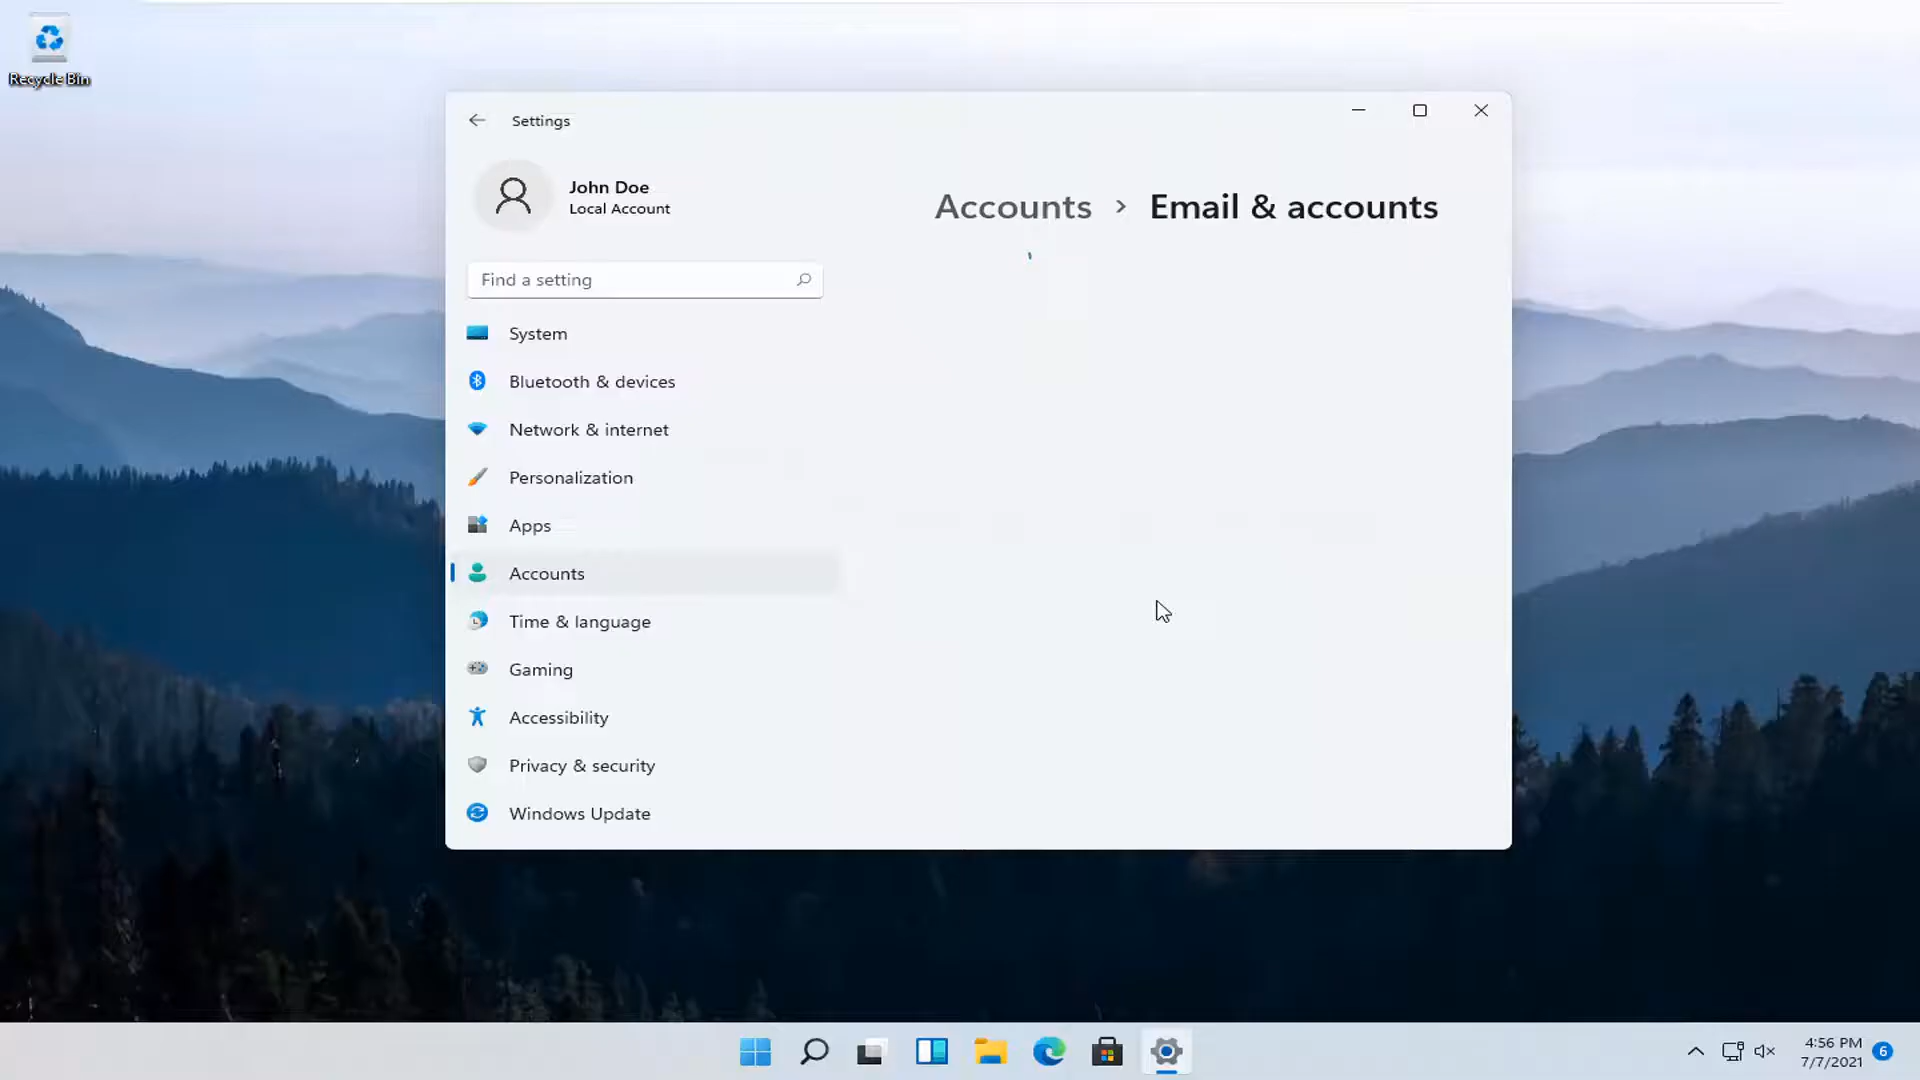 Recycle Bin
Settings
John Doe
Local Account
Accounts > Email & accounts
Find a setting
System
Bluetooth & devices
Network & internet
Personalization
Apps
Accounts
Time & language
Gaming
Accessibility
Privacy & security
Windows Update
4:56 PM
7/7/2021
6